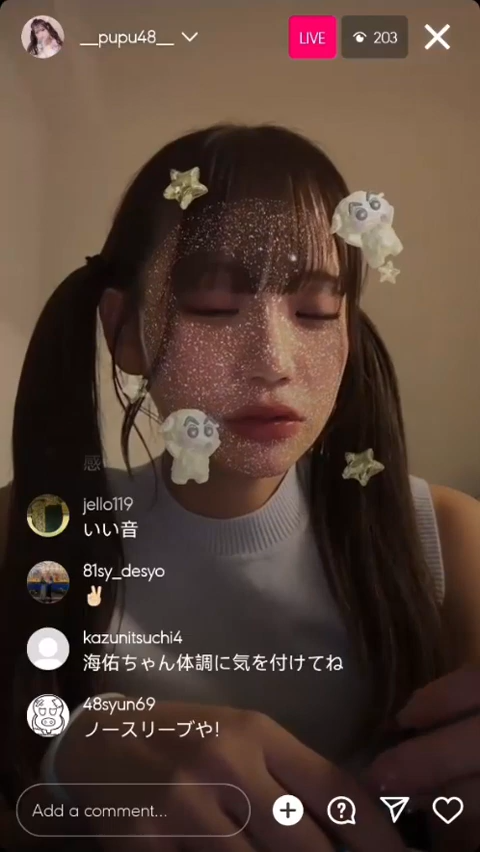 __pupu48__
LIVE
203
感
jello119
いい音
81sy_desyo
✌🏻
kazunitsuchi4
海佑ちゃん体調に気を付けてね
48syun69
ノースリーブや!
Add a comment...